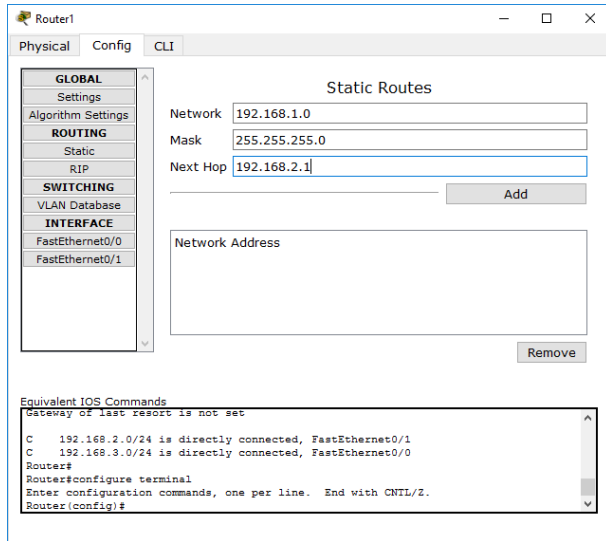 Router1
Physical Config CLI
GLOBAL
Settings
Algorithm Settings
ROUTING
Static
RIP
SWITCHING
VLAN Database
INTERFACE
FastEthernet0/0
FastEthernet0/1
Static Routes
Network 192.168.1.0
Mask 255.255.255.0
Next Hop 192.168.2.1
Add
Network Address
Remove
Equivalent IOS Commands
Gateway of last resort is not set
C 192.168.2.0/24 is directly connected, FastEthernet0/1
C 192.168.3.0/24 is directly connected, FastEthernet0/0
Router#
Router#configure terminal
Enter configuration commands, one per line. End with CNTL/Z.
Router(config)#